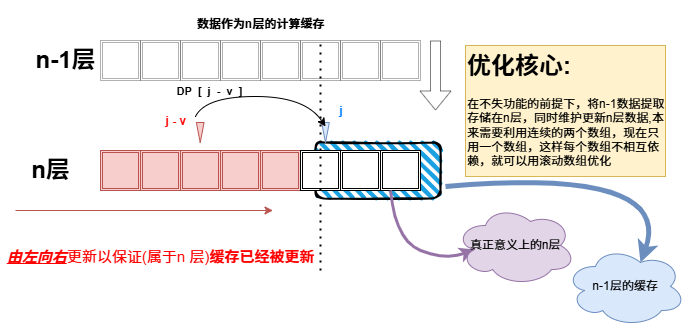 数据作为n层的计算缓存
n-1层
DP [ j - v ]
j - v
j
n层
由左向右更新以保证(属于n 层)缓存已经被更新
优化核心:
在不失功能的前提下，将n-1数据提取
存储在n层，同时维护更新n层数据,本
来需要利用连续的两个数组，现在只
用一个数组，这样每个数组不相互依
赖，就可以用滚动数组优化
真正意义上的n层
n-1层的缓存